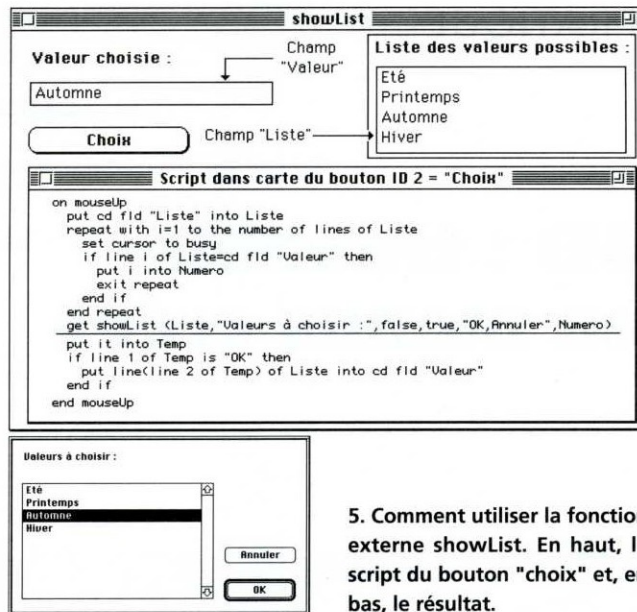 showList
Valeur choisie :
Champ
"Valeur"
Automne
Choix
Champ "Liste"
Liste des valeurs possibles :
Eté
Printemps
Automne
Hiver
Script dans carte du bouton ID 2 = "Choix"
on mouseUp
put cd fld "Liste" into Liste
repeat with i=1 to the number of lines of Liste
set cursor to busy
if line i of Liste=cd fld "Valeur" then
put i into Numero
exit repeat
end if
end repeat
get showList (Liste,"Valeurs à choisir :",false,true,"OK,Annuler",Numero)
put it into Temp
if line 1 of Temp is "OK" then
put line(line 2 of Temp) of Liste into cd fld "Valeur"
end if
end mouseUp
Valeurs à choisir :
Eté
Printemps
Automne
Hiver
Annuler
OK
5. Comment utiliser la fonction
externe showList. En haut, l
script du bouton "choix" et, e
bas, le résultat.